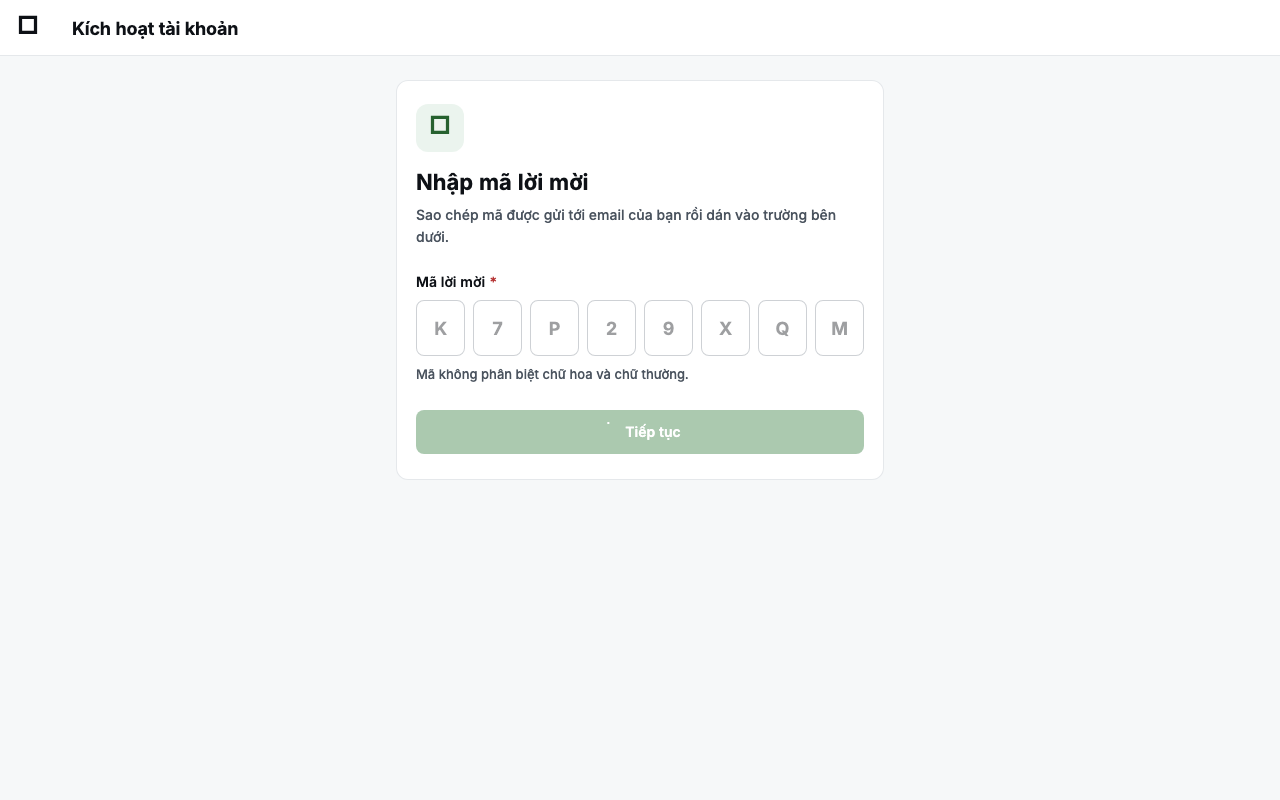 Kích hoạt tài khoản
Nhập mã lời mời
Sao chép mã được gửi tới email của bạn rồi dán vào trường bên
dưới.
Mã lời mời *
K 7 P 2 9 X Q M
Mã không phân biệt chữ hoa và chữ thường.
Tiếp tục